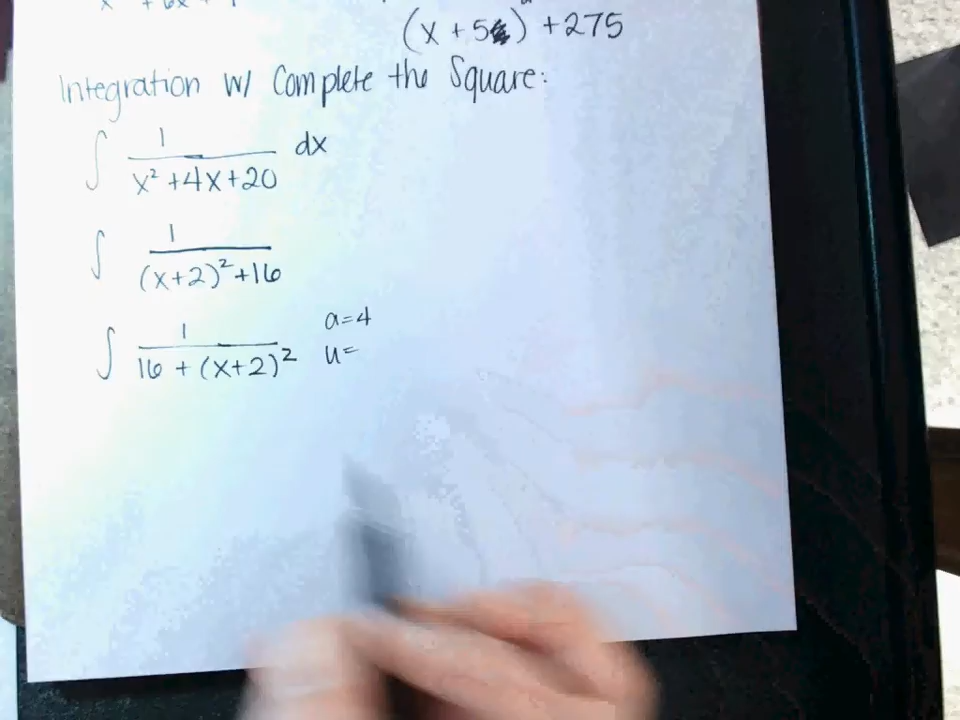 (x + 5) + 275
Integration w/ Complete the Square:
∫ 1/(x² + 4x + 20) dx
∫ 1/((x+2)² + 16)
∫ 1/(16 + (x+2)²) a = 4
u =